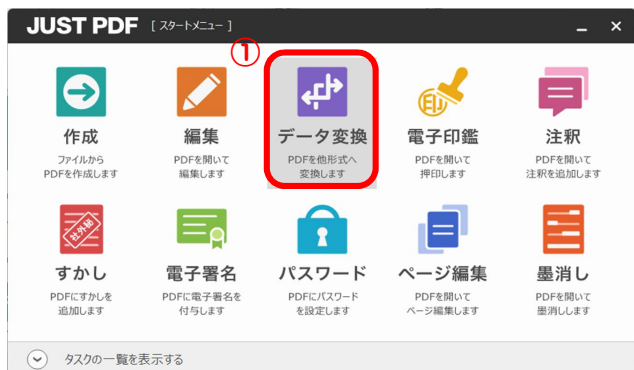 JUST PDF [スタートメニュー]
①
作成
ファイルから
PDFを作成します
編集
PDFを開いて
編集します
データ変換
PDFを他形式へ
変換します
電子印鑑
PDFを開いて
押印します
注釈
PDFを開いて
注釈を追加します
社外秘
すかし
PDFにすかしを
追加します
電子署名
PDFに電子署名を
付与します
パスワード
PDFにパスワード
を設定します
ページ編集
PDFを開いて
ページ編集します
墨消し
PDFを開いて
墨消しします
印
タスクの一覧を表示する